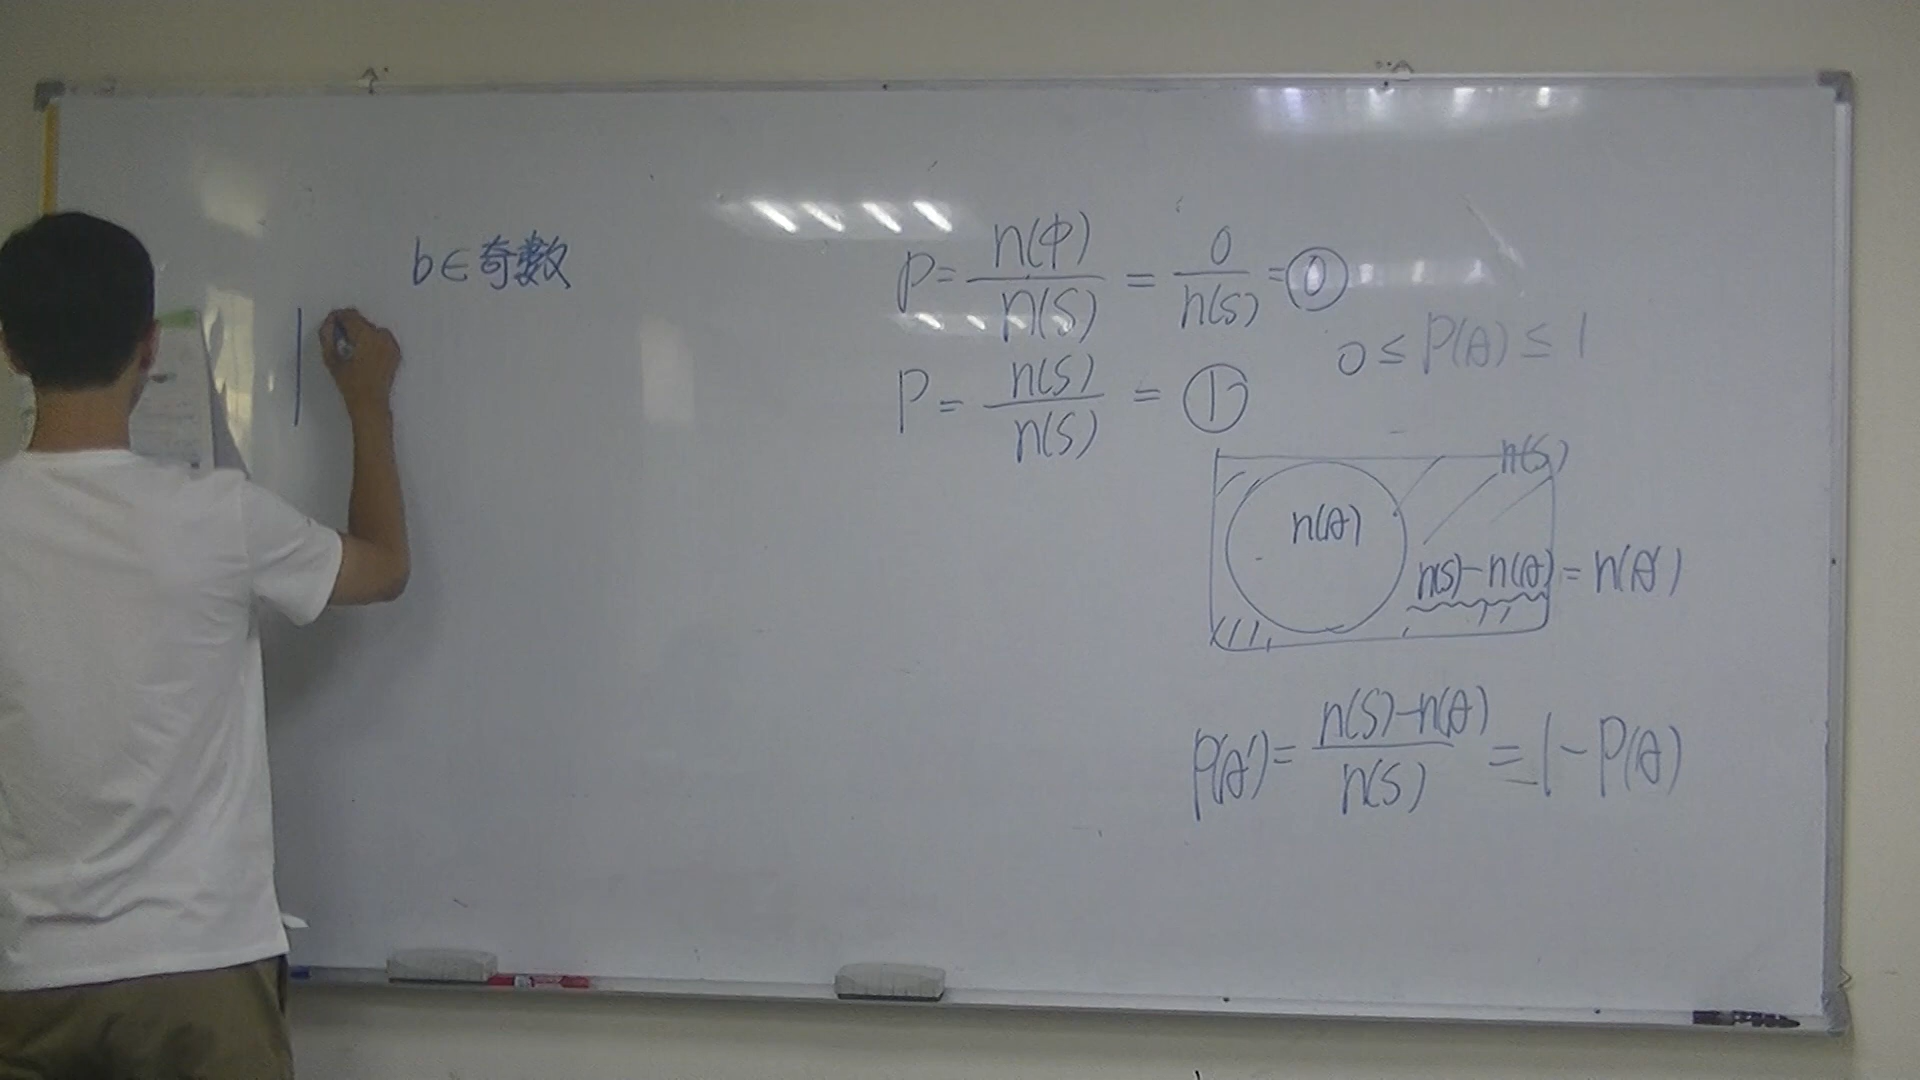 b∈奇數
P = n(φ)/n(S) = 0/n(S) = 0
0 ≤ P(A) ≤ 1
P = n(S)/n(S) = 1
n(S)
n(A)
n(S)-n(A) = n(A')
P(A') = n(S)-n(A)/n(S) = 1-P(A)